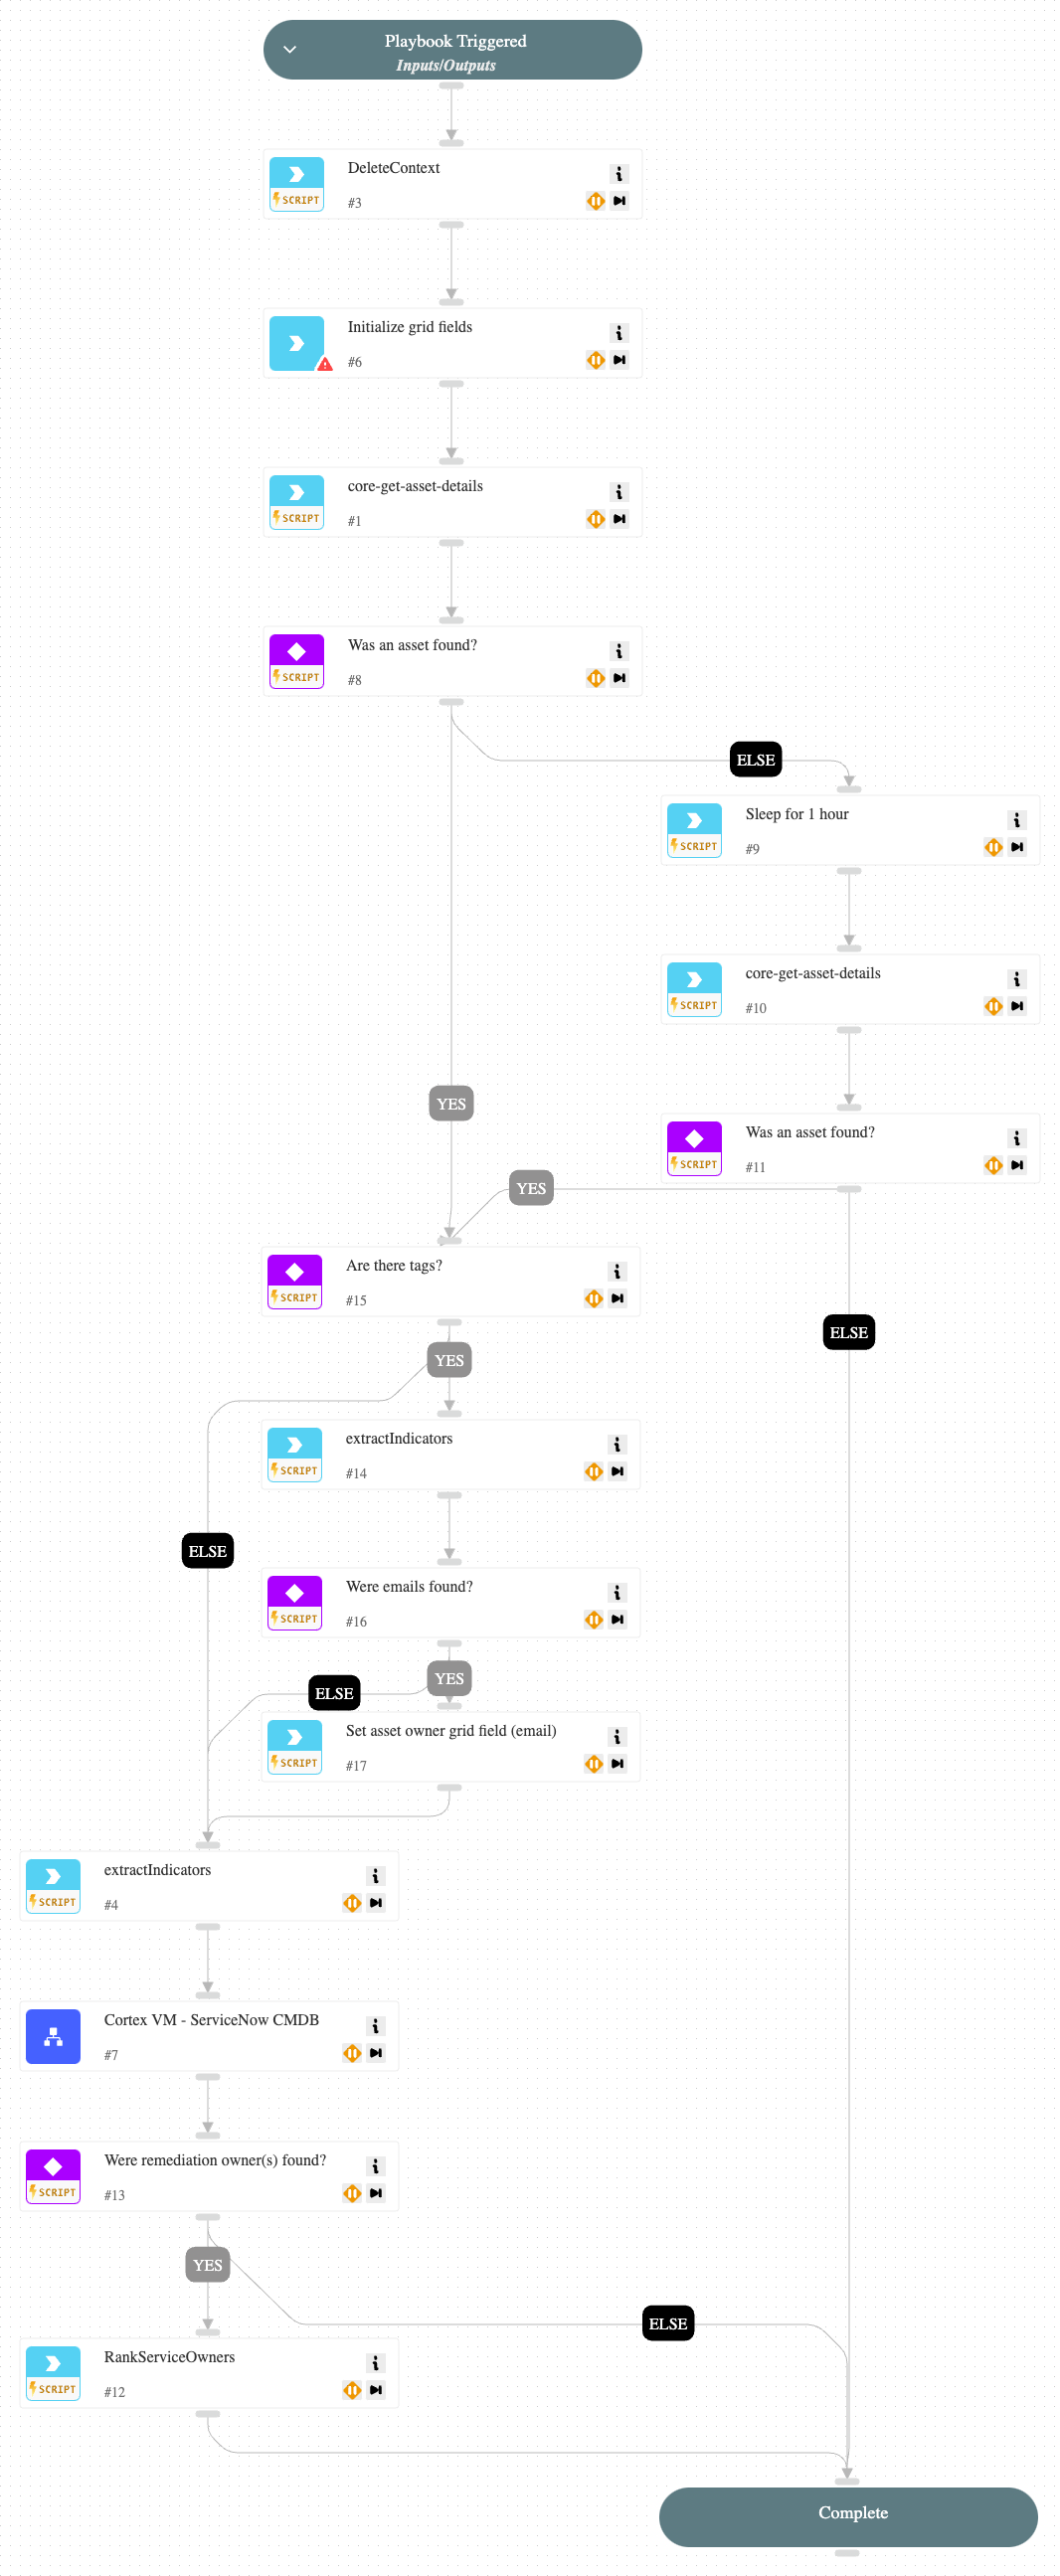 Playbook Triggered
Inputs/Outputs
DeleteContext
SCRIPT
#3
Initialize grid fields
#6
core-get-asset-details
SCRIPT
#1
Was an asset found?
SCRIPT
#8
ELSE
Sleep for 1 hour
SCRIPT
#9
core-get-asset-details
SCRIPT
#10
YES
Was an asset found?
SCRIPT
#11
YES
Are there tags?
SCRIPT
#15
ELSE
YES
extractIndicators
SCRIPT
#14
ELSE
Were emails found?
SCRIPT
#16
YES
ELSE
Set asset owner grid field (email)
SCRIPT
#17
extractIndicators
SCRIPT
#4
Cortex VM - ServiceNow CMDB
#7
Were remediation owner(s) found?
SCRIPT
#13
YES
ELSE
RankServiceOwners
SCRIPT
#12
Complete